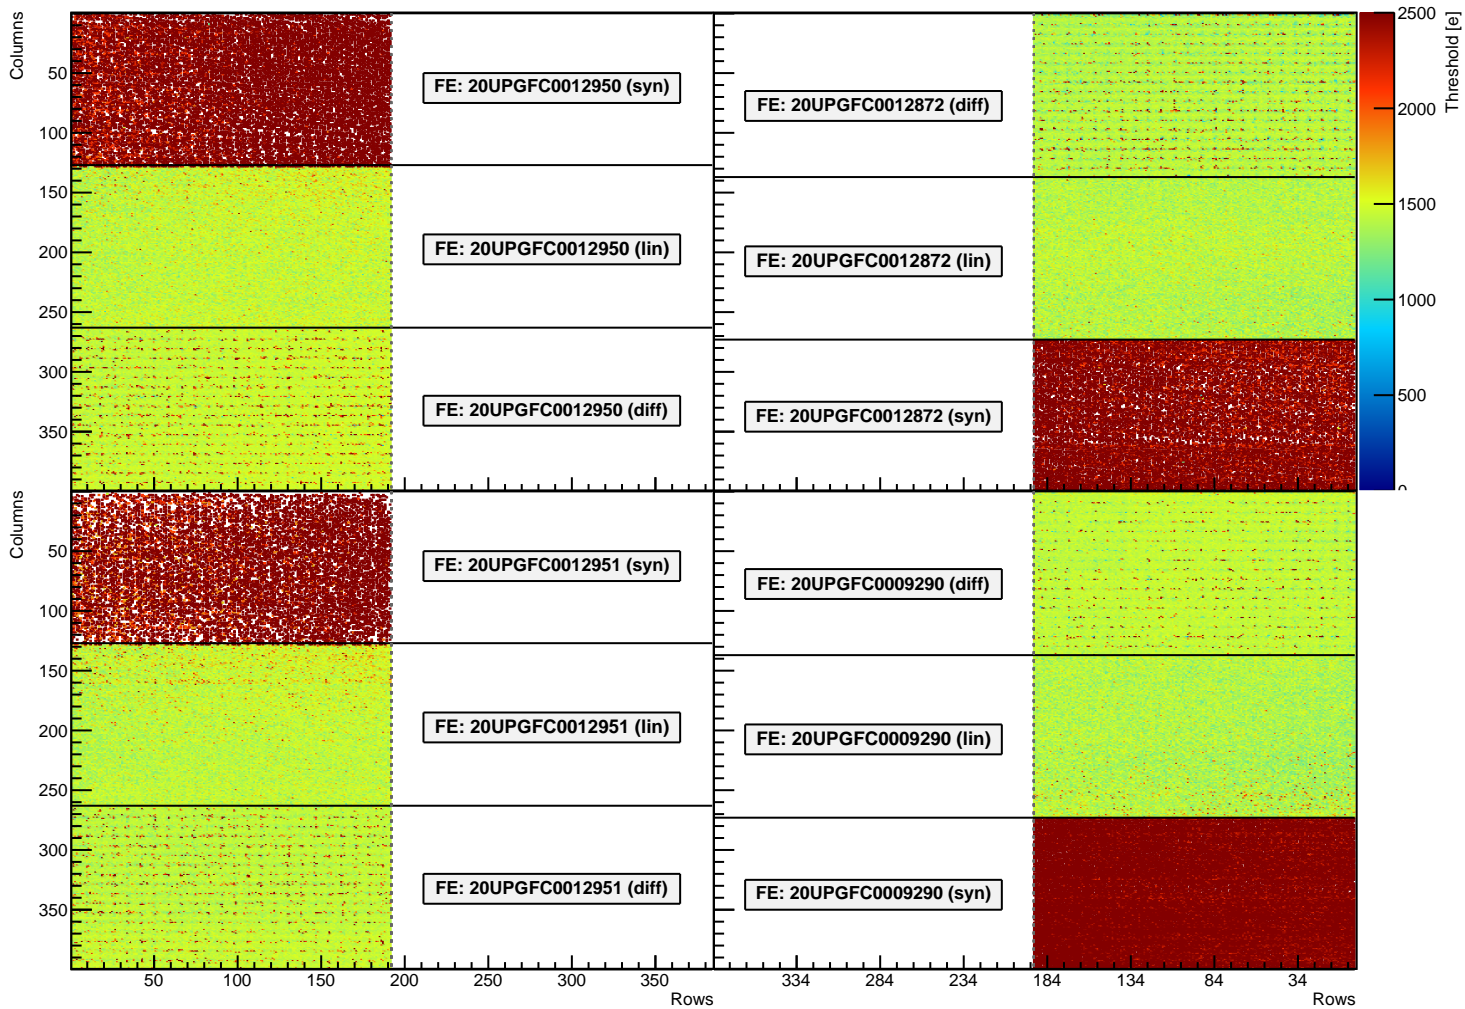 Columns
50
100
150
200
250
300
350
FE: 20UPGFC0012950 (syn)
FE: 20UPGFC0012950 (lin)
FE: 20UPGFC0012950 (diff)
FE: 20UPGFC0012872 (diff)
FE: 20UPGFC0012872 (lin)
FE: 20UPGFC0012872 (syn)
2500
2000
1500
1000
500
0
Threshold [e]
Columns
50
100
150
200
250
300
350
FE: 20UPGFC0012951 (syn)
FE: 20UPGFC0012951 (lin)
FE: 20UPGFC0012951 (diff)
FE: 20UPGFC0009290 (diff)
FE: 20UPGFC0009290 (lin)
FE: 20UPGFC0009290 (syn)
50 100 150 200 250 300 350
Rows
334 284 234 184 134 84 34
Rows